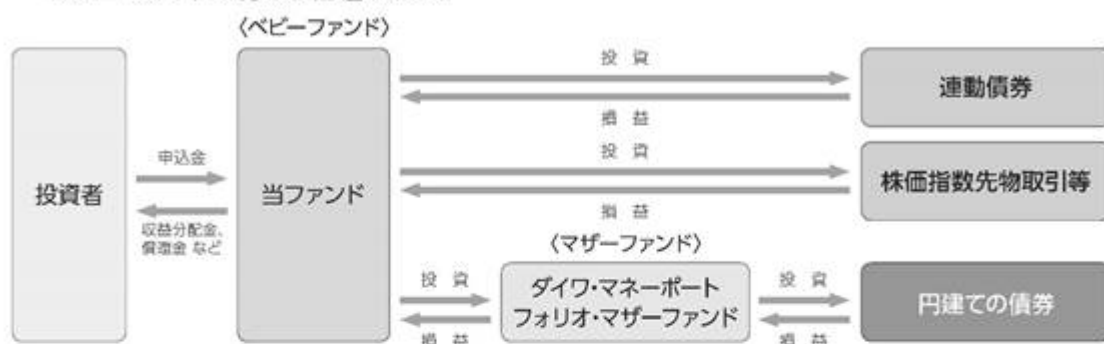 〈ベビーファンド〉
投資者
申込金
収益分配金、
償還金 など
当ファンド
投 資
損 益
連動債券
投 資
損 益
株価指数先物取引等
〈マザーファンド〉
投 資
損 益
ダイワ・マネーポート
フォリオ・マザーファンド
投 資
損 益
円建ての債券